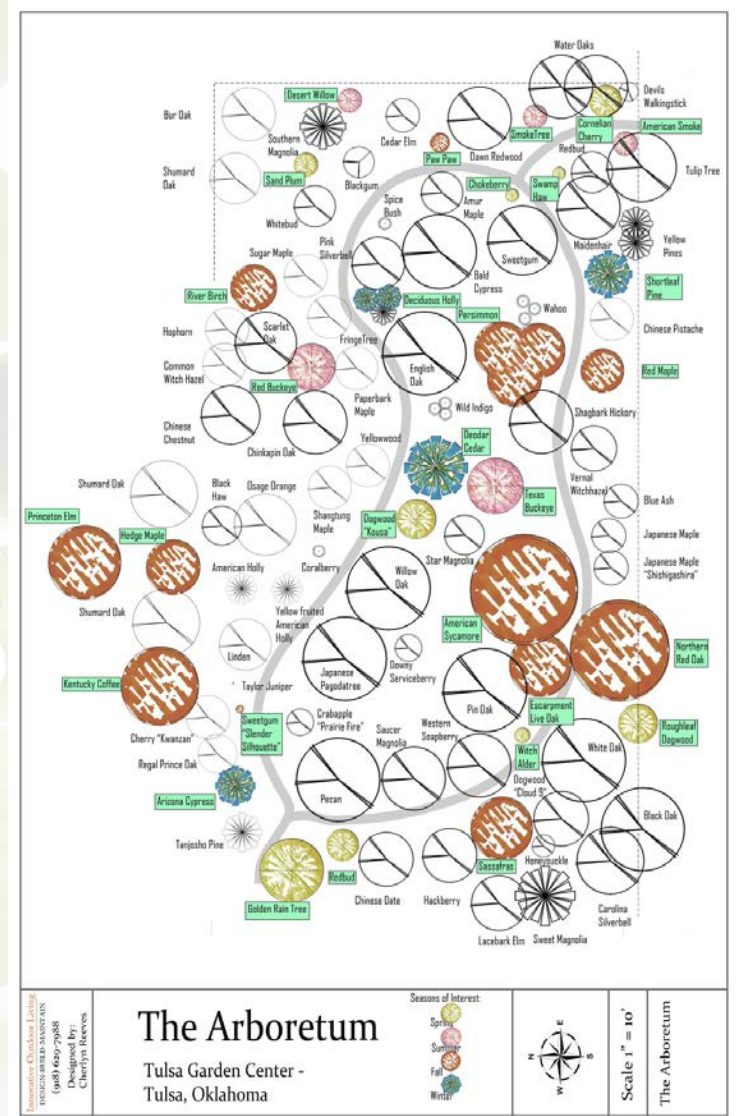 Water Oaks
Desert Willow
Devils
Walkingstick
Bur Oak
Southern
Magnolia
Cedar Elm
SmokeTree
Cornelian
Cherry
American Smoke
Paw Paw
Dawn Redwood
Redbud
Shumard
Oak
Sand Plum
Blackgum
Chokeberry
Swamp
Haw
Tulip Tree
Whitebud
Spice
Bush
Amur
Maple
Sugar Maple
Pink
Silverbell
Sweetgum
Maidenhair
Yellow
Pines
Bald
Cypress
River Birch
Deciduous Holly
Persimmon
Wahoo
Shortleaf
Pine
Hophorn
Scarlet
Oak
FringeTree
Chinese Pistache
Common
Witch Hazel
Red Buckeye
English
Oak
Red Maple
Paperbark
Maple
Wild Indigo
Shagbark Hickory
Chinese
Chestnut
Chinkapin Oak
Yellowwood
Deodar
Cedar
Vernal
Witchhazel
Shumard Oak
Black
Haw
Osage Orange
Shangtung
Maple
Texas
Buckeye
Blue Ash
Princeton Elm
Hedge Maple
Dogwood
"Kousa"
Star Magnolia
Japanese Maple
American Holly
Coralberry
Japanese Maple
"Shishigashira"
Shumard Oak
Yellow fruited
American
Holly
Willow
Oak
American
Sycamore
Linden
Northern
Red Oak
Kentucky Coffee
Taylor Juniper
Japanese
Pagodatree
Downy
Serviceberry
Pin Oak
Escarpment
Live Oak
Cherry "Kwanzan"
Sweetgum
"Slender
Silhouette"
Crabapple
"Prairie Fire"
Saucer
Magnolia
Western
Soapberry
Witch
Alder
White Oak
Roughleaf
Dogwood
Regal Prince Oak
Arizona Cypress
Pecan
Dogwood
"Cloud 9"
Black Oak
Tanjosho Pine
Redbud
Sassafras
Honeysuckle
Golden Rain Tree
Chinese Date
Hackberry
Carolina
Silverbell
Lacebark Elm
Sweet Magnolia
Innovative Outdoor Living
DESIGN-BUILD-MAINTAIN
(918) 629-7988
Designed by:
Cherlyn Reeves
The Arboretum
Tulsa Garden Center -
Tulsa, Oklahoma
Seasons of Interest:
Spring
Summer
Fall
Winter
N
E
S
W
Scale 1" = 10'
The Arboretum